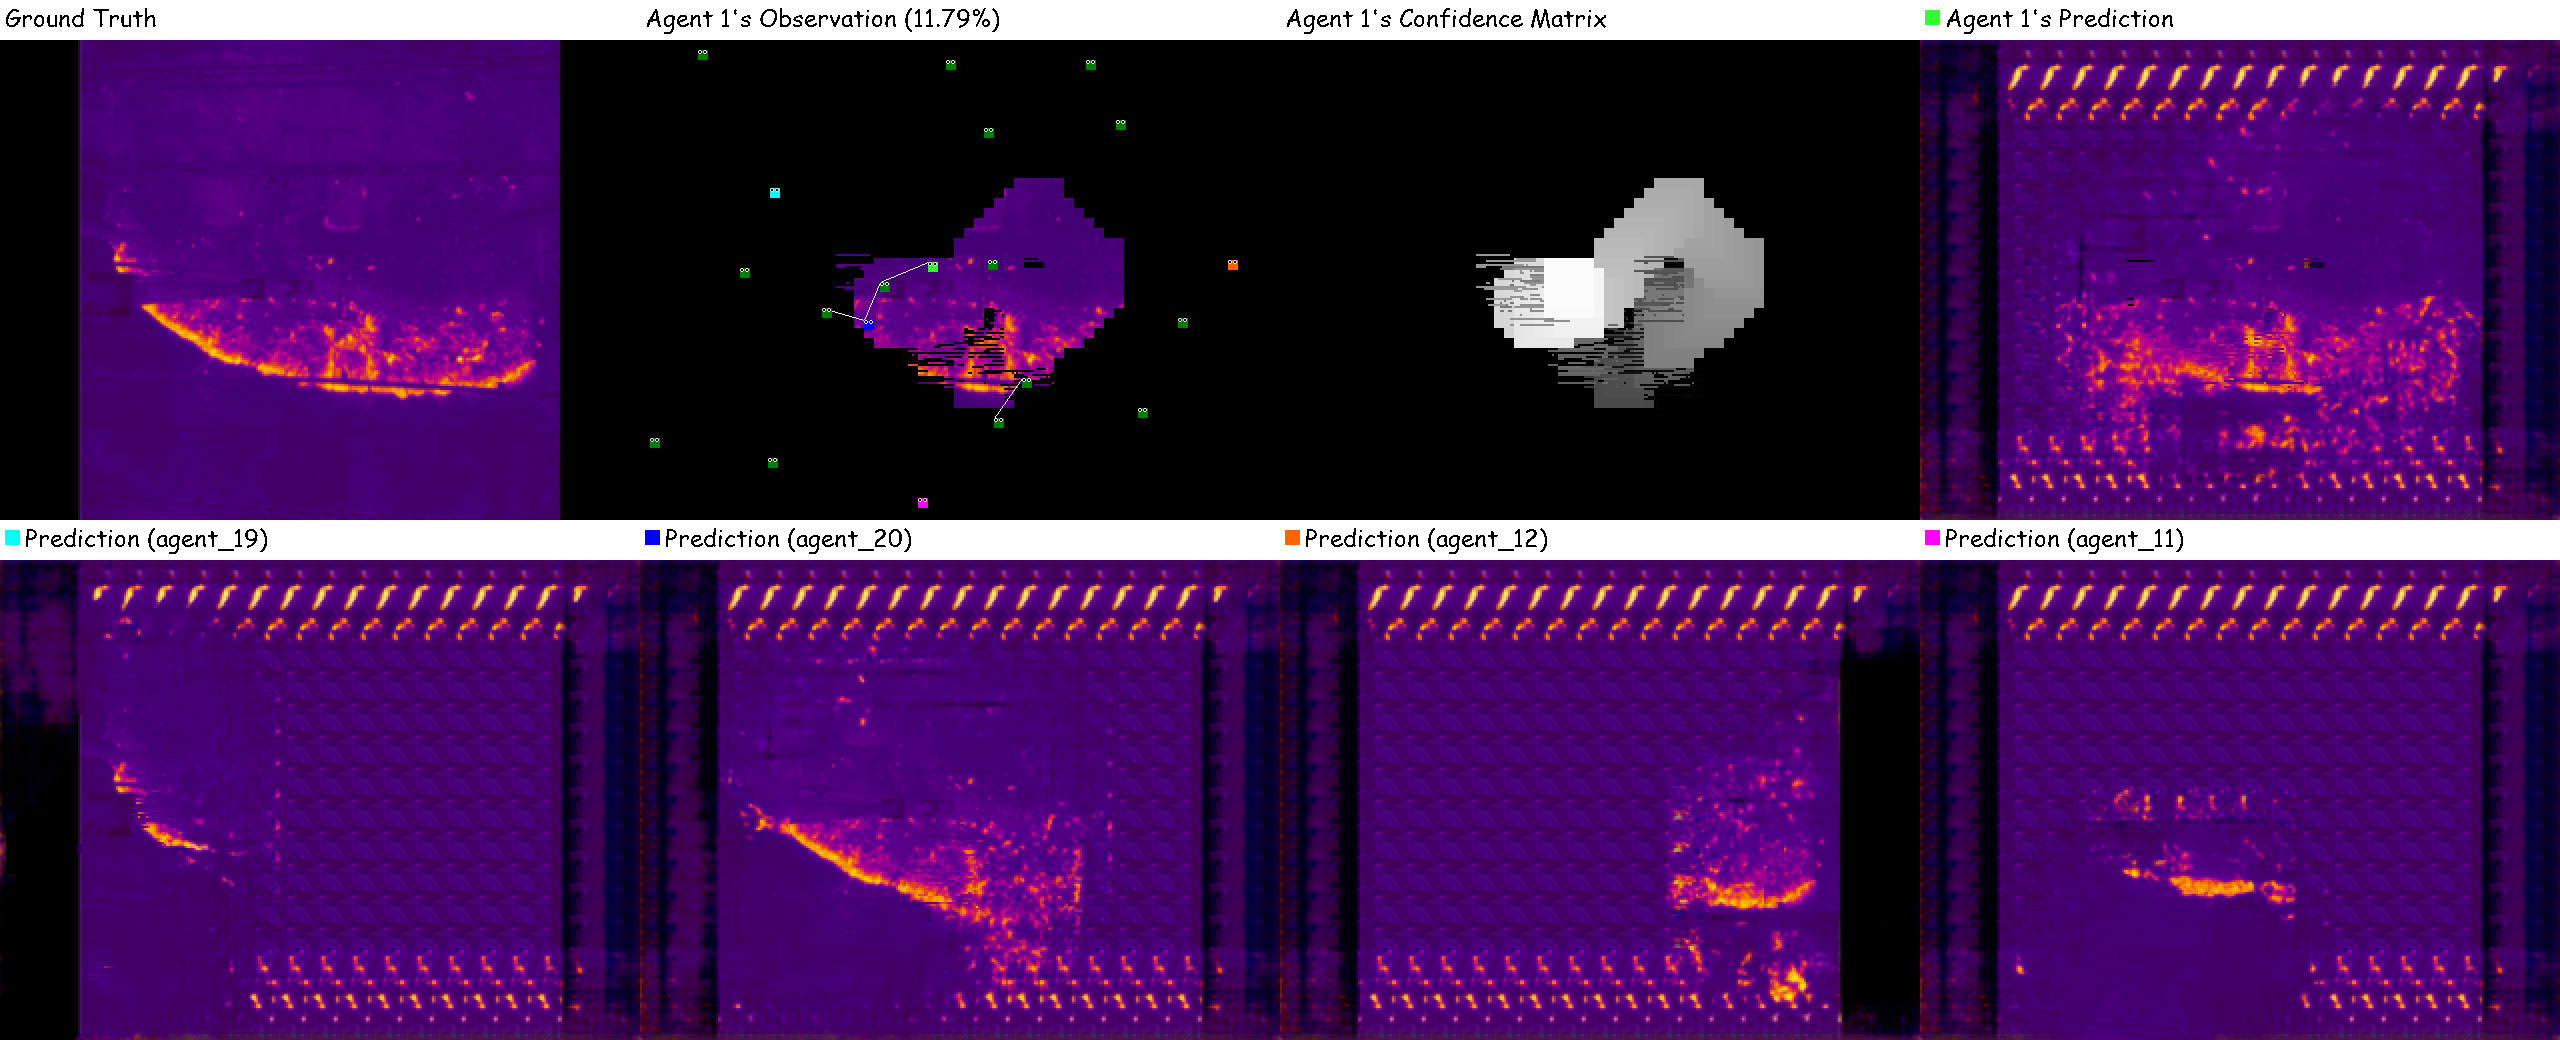 Ground Truth
Agent 1's Observation (11.79%)
Agent 1's Confidence Matrix
Agent 1's Prediction
Prediction (agent_19)
Prediction (agent_20)
Prediction (agent_12)
Prediction (agent_11)